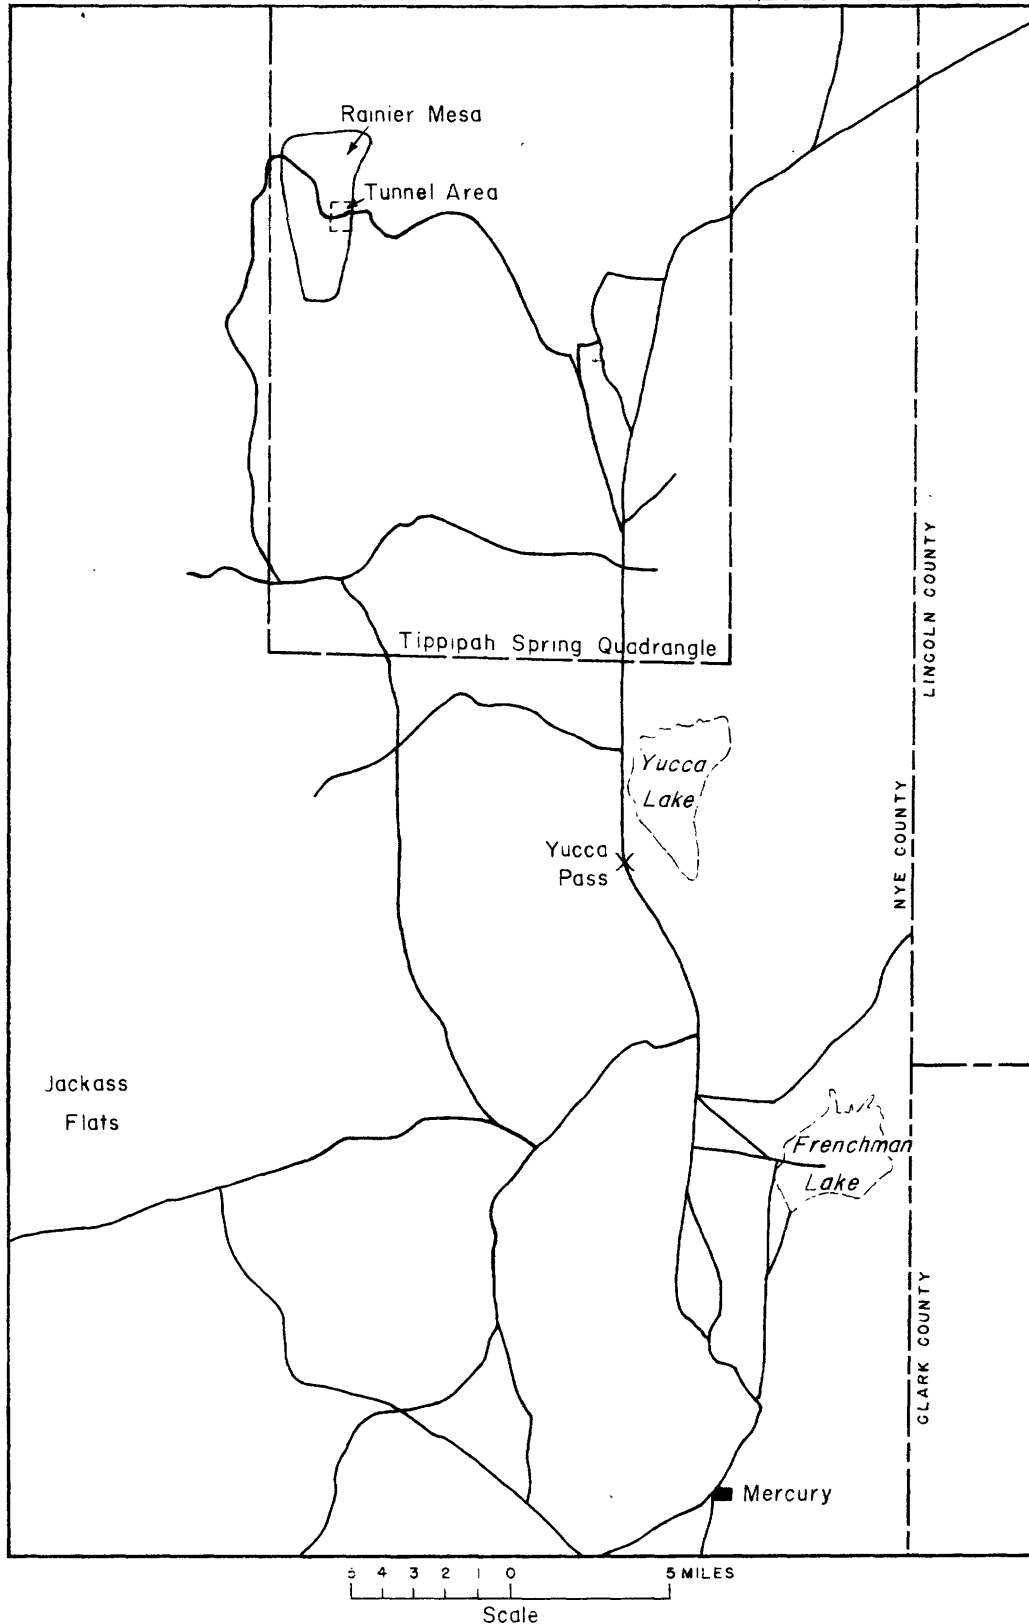 Rainier Mesa
Tunnel Area
Tippipah Spring Quadrangle
LINCOLN COUNTY
Yucca
Lake
NYE COUNTY
Yucca
Pass
Jackass
Flats
Frenchman
Lake
CLARK COUNTY
Mercury
5 4 3 2 1 0 5 MILES
Scale